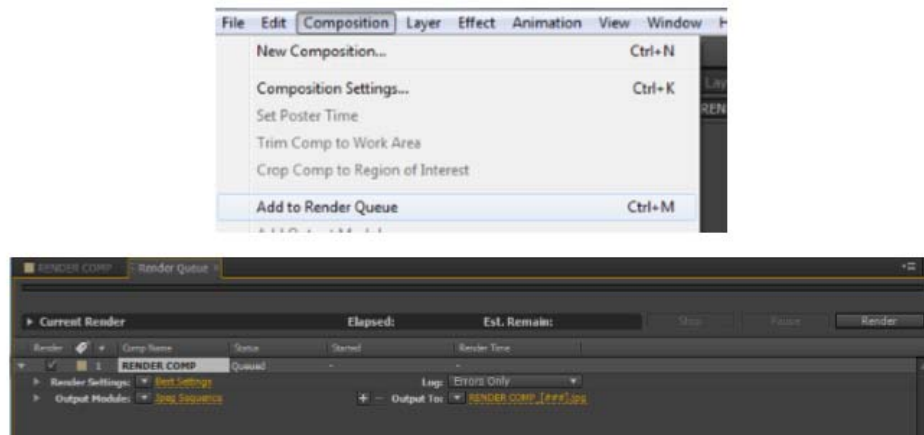 File Edit Composition Layer Effect Animation View Window H
New Composition... Ctrl+N
Composition Settings... Ctrl+K
Set Poster Time
Trim Comp to Work Area
Crop Comp to Region of Interest
Add to Render Queue Ctrl+M
RENDER COMP Render Queue
Current Render Elapsed: Est. Remain: Stop Pause Render
Render # Comp Name Status Started Render Time
1 RENDER COMP Queued - -
Render Settings: Best Settings Log: Errors Only
Output Module: Jpeg Sequence + - Output To: RENDER COMP_[###].jpg